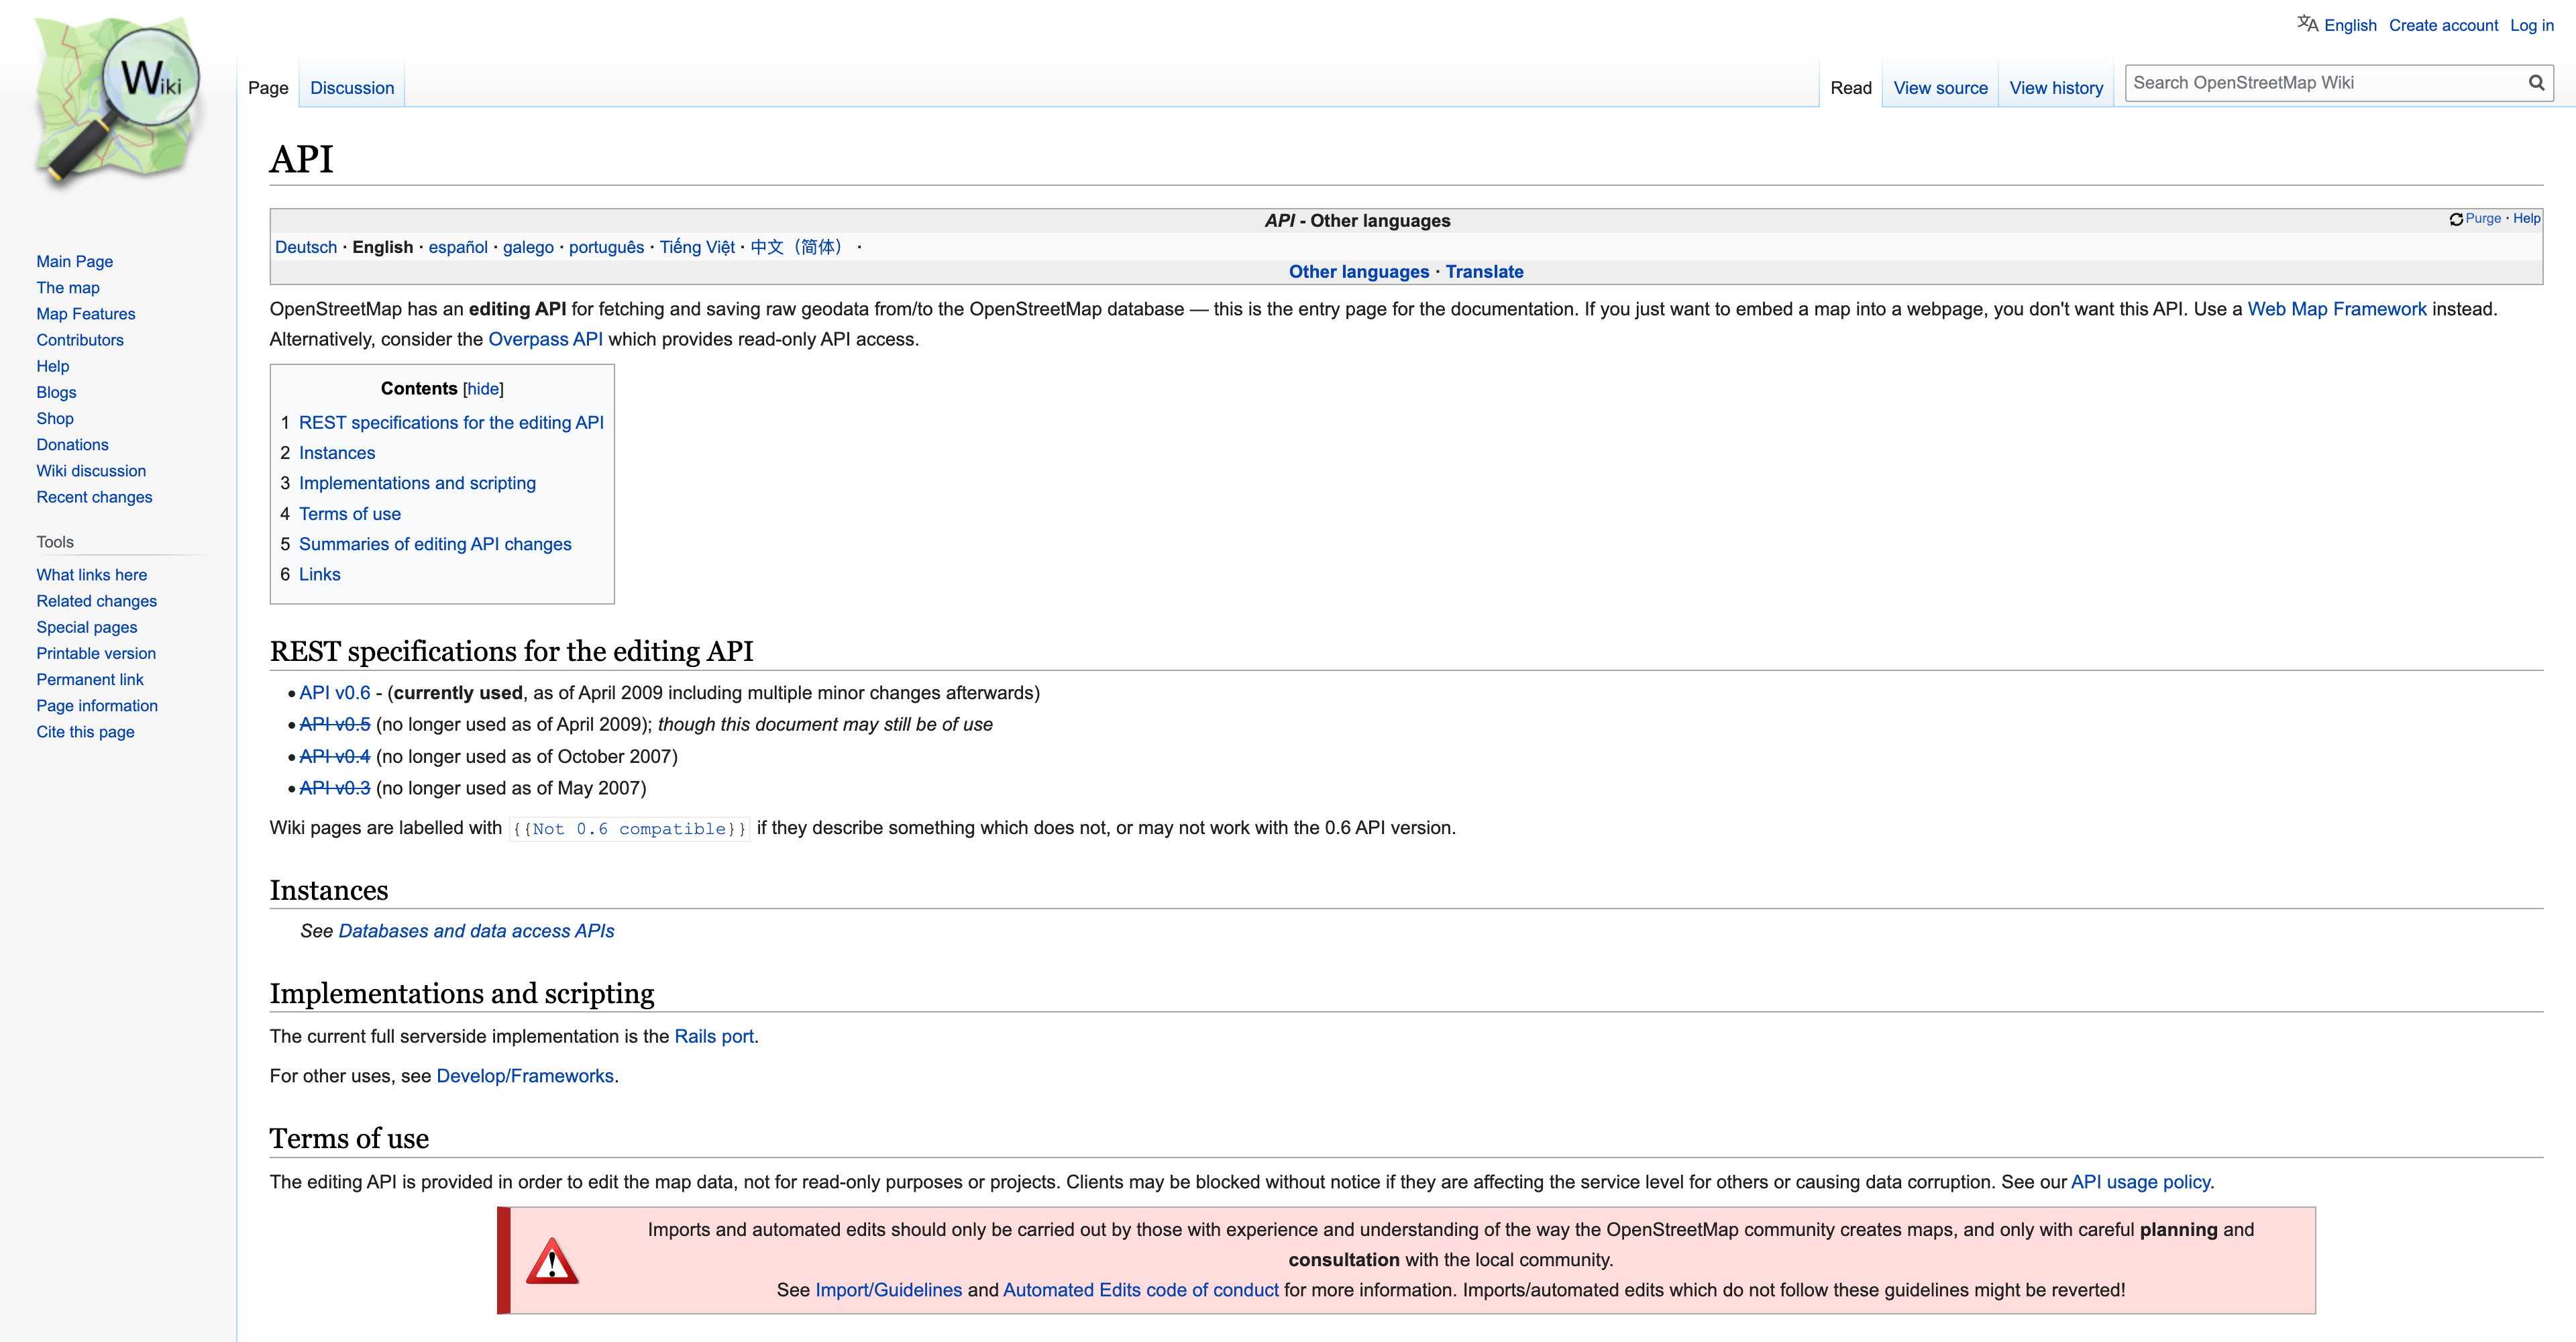 Wiki
English Create account Log in
Page Discussion Read View source View history Search OpenStreetMap Wiki
Main Page
The map
Map Features
Contributors
Help
Blogs
Shop
Donations
Wiki discussion
Recent changes
Tools
What links here
Related changes
Special pages
Printable version
Permanent link
Page information
Cite this page
API
API - Other languages Purge · Help
Deutsch · English · español · galego · português · Tiếng Việt · 中文（简体） ·
Other languages · Translate
OpenStreetMap has an editing API for fetching and saving raw geodata from/to the OpenStreetMap database — this is the entry page for the documentation. If you just want to embed a map into a webpage, you don't want this API. Use a Web Map Framework instead.
Alternatively, consider the Overpass API which provides read-only API access.
Contents [hide]
1 REST specifications for the editing API
2 Instances
3 Implementations and scripting
4 Terms of use
5 Summaries of editing API changes
6 Links
REST specifications for the editing API
• API v0.6 - (currently used, as of April 2009 including multiple minor changes afterwards)
• API v0.5 (no longer used as of April 2009); though this document may still be of use
• API v0.4 (no longer used as of October 2007)
• API v0.3 (no longer used as of May 2007)
Wiki pages are labelled with {{Not 0.6 compatible}} if they describe something which does not, or may not work with the 0.6 API version.
Instances
See Databases and data access APIs
Implementations and scripting
The current full serverside implementation is the Rails port.
For other uses, see Develop/Frameworks.
Terms of use
The editing API is provided in order to edit the map data, not for read-only purposes or projects. Clients may be blocked without notice if they are affecting the service level for others or causing data corruption. See our API usage policy.
Imports and automated edits should only be carried out by those with experience and understanding of the way the OpenStreetMap community creates maps, and only with careful planning and
consultation with the local community.
See Import/Guidelines and Automated Edits code of conduct for more information. Imports/automated edits which do not follow these guidelines might be reverted!